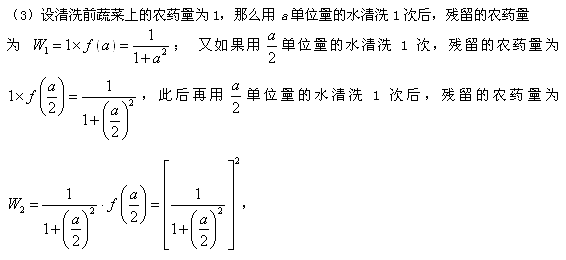 （3）设清洗前蔬菜上的农药量为1，那么用 a 单位量的水清洗1次后，残留的农药量
为 $W_1=1\times f(a)=\frac{1}{1+a^2}$； 又如果用 $\frac{a}{2}$ 单位量的水清洗 1 次，残留的农药量为
$1\times f\left(\frac{a}{2}\right)=\frac{1}{1+\left(\frac{a}{2}\right)^2}$，此后再用 $\frac{a}{2}$ 单位量的水清洗 1 次后，残留的农药量为
$W_2=\frac{1}{1+\left(\frac{a}{2}\right)^2}\cdot f\left(\frac{a}{2}\right)=\left[\frac{1}{1+\left(\frac{a}{2}\right)^2}\right]^2$，